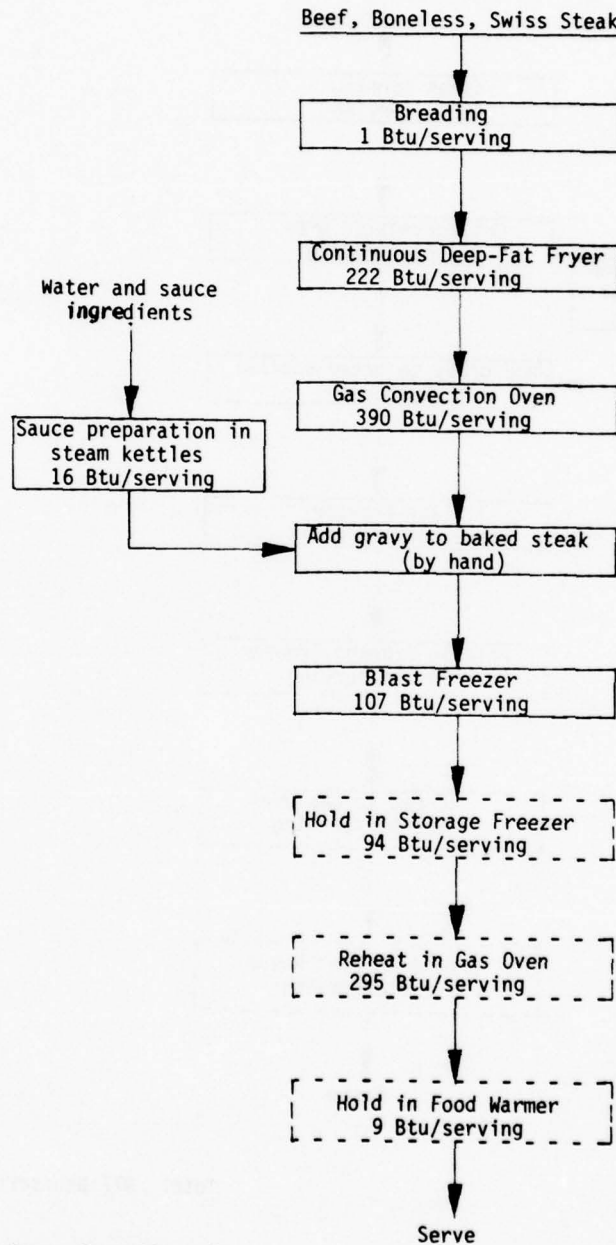 Beef, Boneless, Swiss Steak
Breading
1 Btu/serving
Continuous Deep-Fat Fryer
222 Btu/serving
Water and sauce
ingredients
Gas Convection Oven
390 Btu/serving
Sauce preparation in
steam kettles
16 Btu/serving
Add gravy to baked steak
(by hand)
Blast Freezer
107 Btu/serving
Hold in Storage Freezer
94 Btu/serving
Reheat in Gas Oven
295 Btu/serving
Hold in Food Warmer
9 Btu/serving
Serve